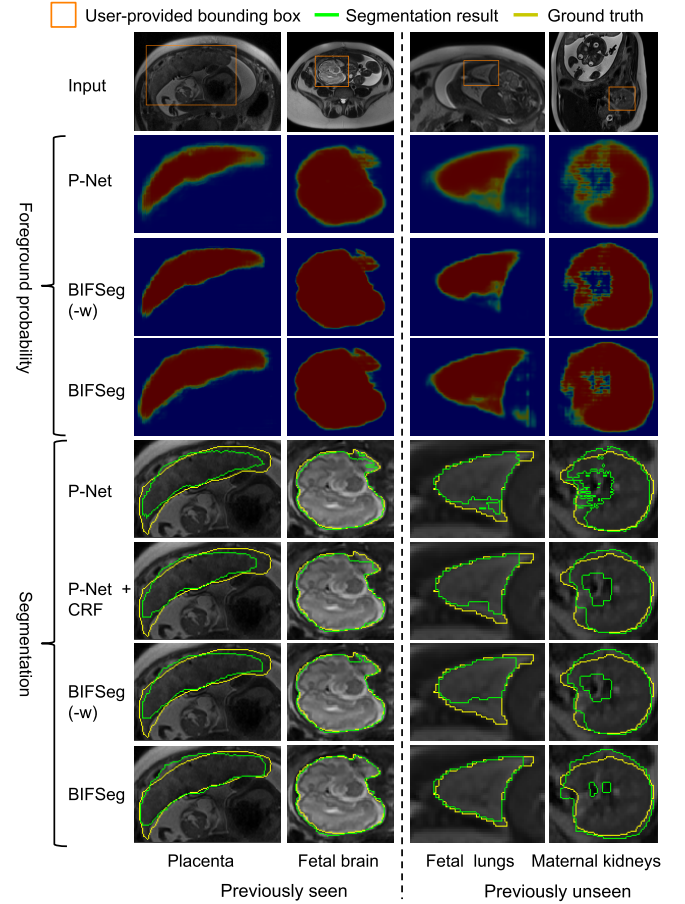 User-provided bounding box Segmentation result Ground truth
Input
Foreground probability
P-Net
BIFSeg
(-w)
BIFSeg
Segmentation
P-Net
P-Net +
CRF
BIFSeg
(-w)
BIFSeg
Placenta Fetal brain Fetal lungs Maternal kidneys
Previously seen Previously unseen